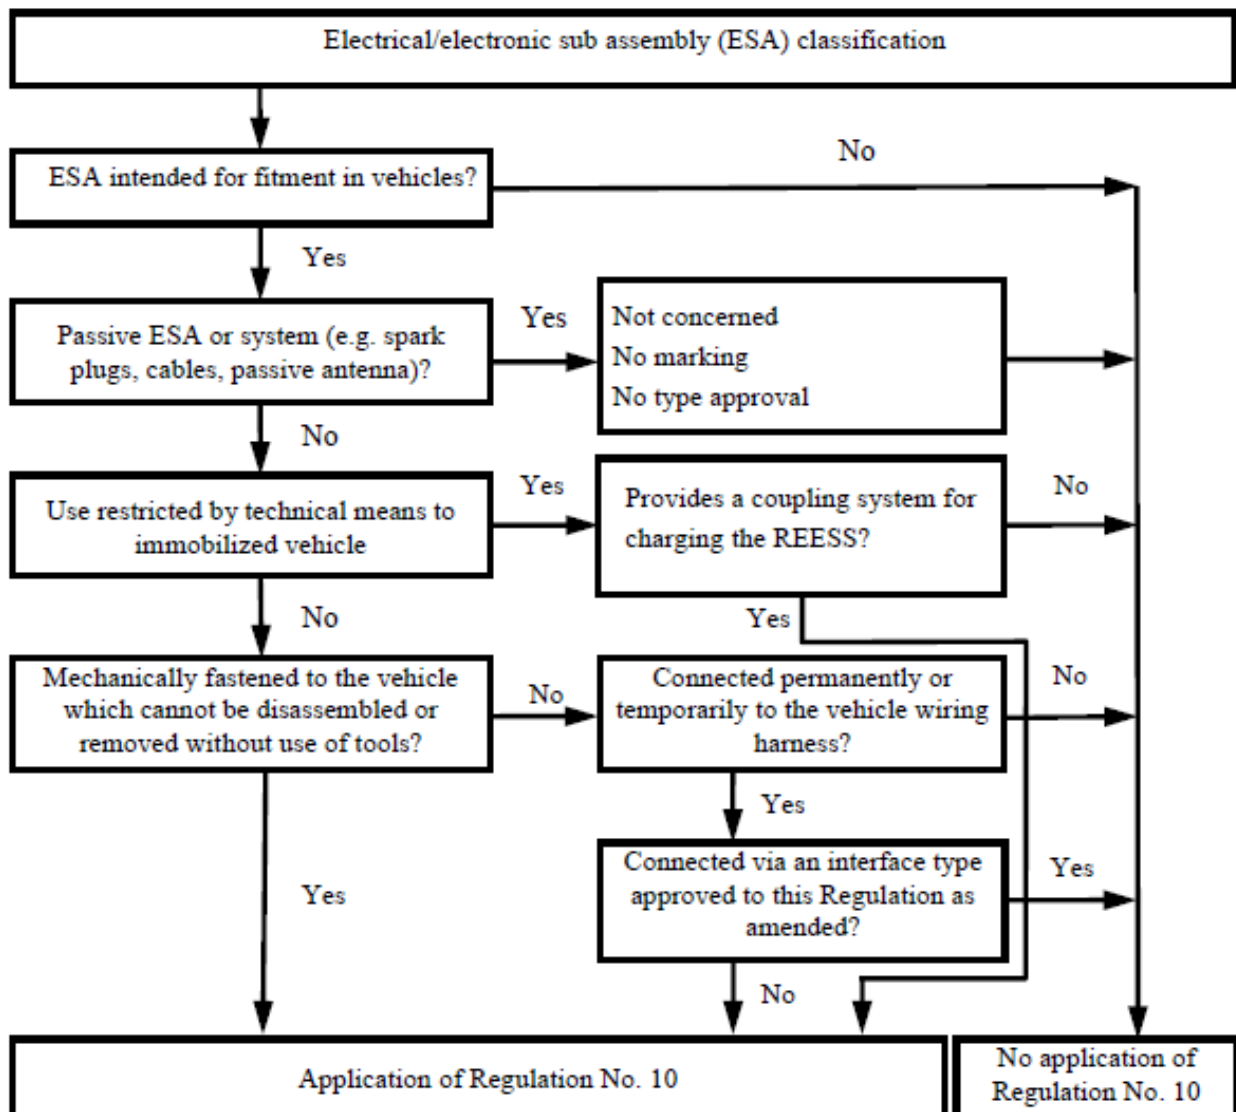 Electrical/electronic sub assembly (ESA) classification
No
ESA intended for fitment in vehicles?
Yes
Passive ESA or system (e.g. spark
plugs, cables, passive antenna)?
Yes
Not concerned
No marking
No type approval
No
Use restricted by technical means to
immobilized vehicle
Yes
Provides a coupling system for
charging the REESS?
No
No
Yes
Mechanically fastened to the vehicle
which cannot be disassembled or
removed without use of tools?
No
Connected permanently or
temporarily to the vehicle wiring
harness?
No
Yes
Connected via an interface type
approved to this Regulation as
amended?
Yes
Yes
No
Application of Regulation No. 10
No application of
Regulation No. 10